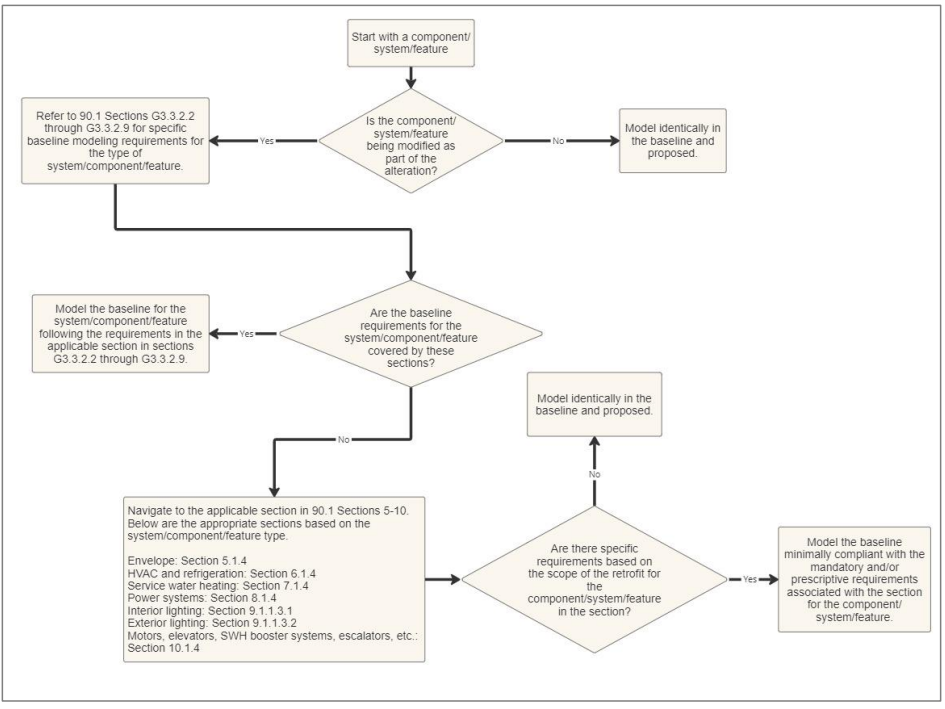 Start with a component/
system/feature
Is the component/
system/feature
being modified as
part of the
alteration?
Yes
No
Refer to 90.1 Sections G3.3.2.2
through G3.3.2.9 for specific
baseline modeling requirements for
the type of
system/component/feature.
Model identically in
the baseline and
proposed.
Are the baseline
requirements for the
system/component/feature
covered by these
sections?
Yes
Model the baseline for the
system/component/feature
following the requirements in the
applicable section in sections
G3.3.2.2 through G3.3.2.9.
No
Navigate to the applicable section in 90.1 Sections 5-10.
Below are the appropriate sections based on the
system/component/feature type.
Envelope: Section 5.1.4
HVAC and refrigeration: Section 6.1.4
Service water heating: Section 7.1.4
Power systems: Section 8.1.4
Interior lighting: Section 9.1.1.3.1
Exterior lighting: Section 9.1.1.3.2
Motors, elevators, SWH booster systems, escalators, etc.:
Section 10.1.4
Are there specific
requirements based on
the scope of the retrofit for
the
component/system/feature
in the section?
No
Model identically in the
baseline and proposed.
Yes
Model the baseline
minimally compliant with the
mandatory and/or
prescriptive requirements
associated with the section
for the component/
system/feature.